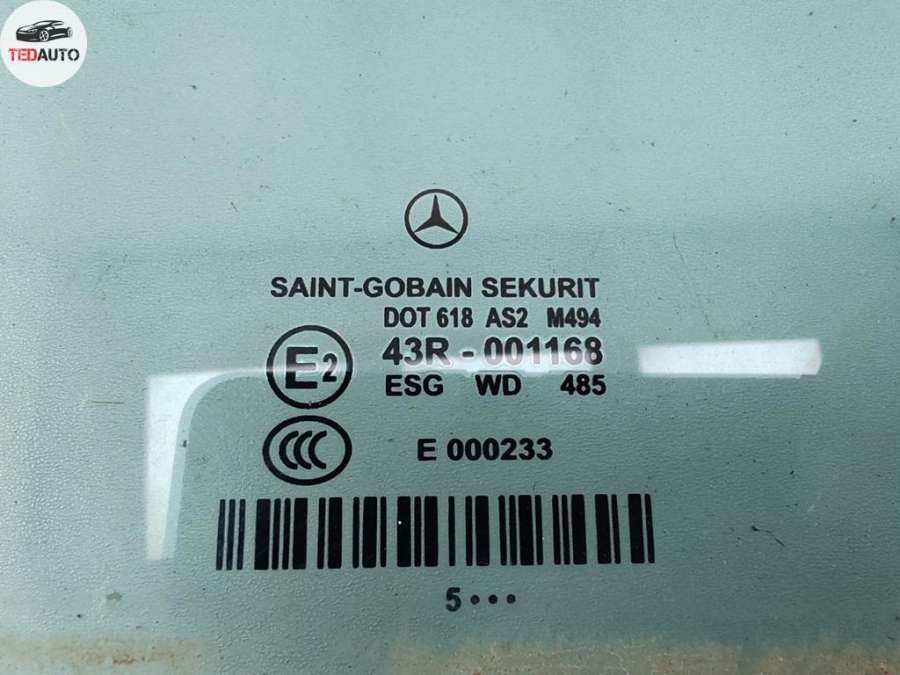 TEDAUTO
SAINT-GOBAIN SEKURIT
DOT 618 AS2 M494
E2
43R - 001168
ESG WD 485
CCC
E 000233
5•••